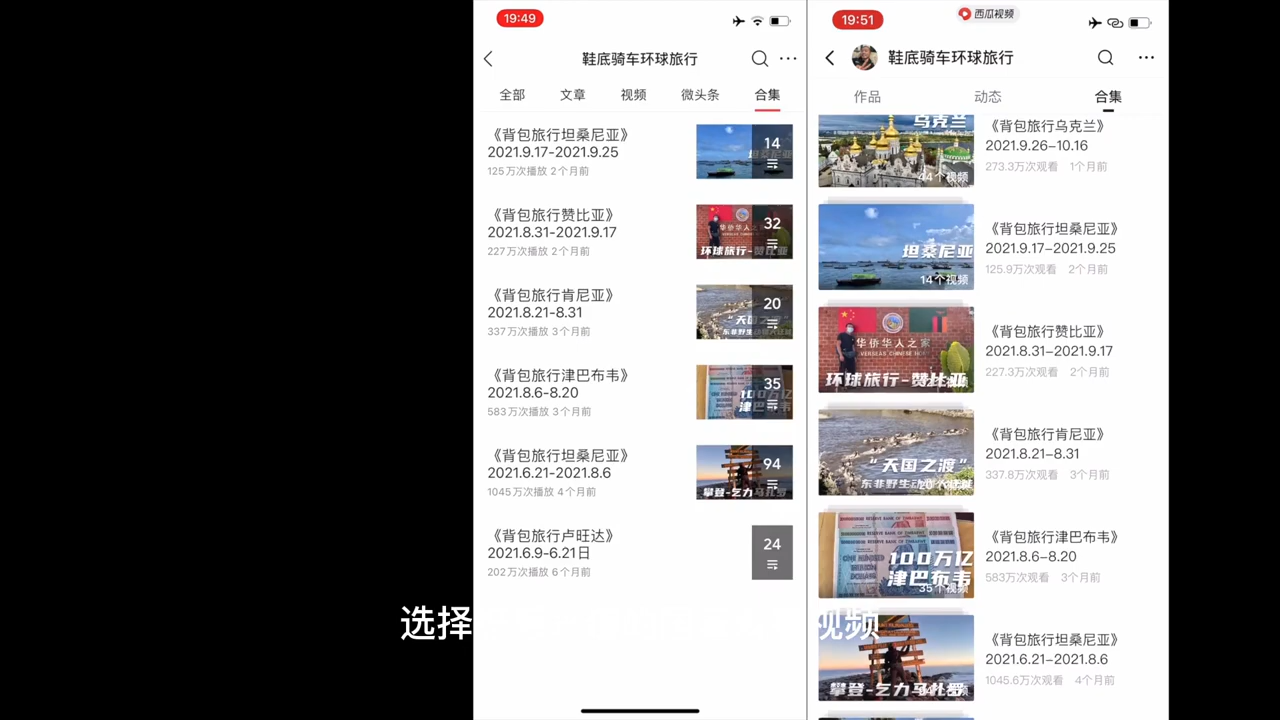 19:49
鞋底骑车环球旅行
全部 文章 视频 微头条 合集
《背包旅行坦桑尼亚》
2021.9.17-2021.9.25
125万次播放 2个月前
14
《背包旅行赞比亚》
2021.8.31-2021.9.17
227万次播放 2个月前
华侨华人之家
环球旅行-赞比亚
32
《背包旅行肯尼亚》
2021.8.21-8.31
337万次播放 3个月前
“天国之渡”
20
《背包旅行津巴布韦》
2021.8.6-8.20
583万次播放 3个月前
35
《背包旅行坦桑尼亚》
2021.6.21-2021.8.6
1045万次播放 4个月前
攀登-乞力马扎罗
94
《背包旅行卢旺达》
2021.6.9-6.21日
202万次播放 6个月前
24
19:51
西瓜视频
鞋底骑车环球旅行
作品 动态 合集
乌克兰
44个视频
《背包旅行乌克兰》
2021.9.26-10.16
273.3万次观看 1个月前
坦桑尼亚
14个视频
《背包旅行坦桑尼亚》
2021.9.17-2021.9.25
125.9万次观看 2个月前
华侨华人之家
OVERSEAS CHINESE HOME
环球旅行-赞比亚
《背包旅行赞比亚》
2021.8.31-2021.9.17
227.3万次观看 2个月前
“天国之渡”
东非野生动
《背包旅行肯尼亚》
2021.8.21-8.31
337.8万次观看 3个月前
RESERVE BANK OF ZIMBABWE
100万亿
津巴布韦
35个视频
《背包旅行津巴布韦》
2021.8.6-8.20
583万次观看 3个月前
攀登-乞力马扎罗
《背包旅行坦桑尼亚》
2021.6.21-2021.8.6
1045.6万次观看 4个月前
选择
视频